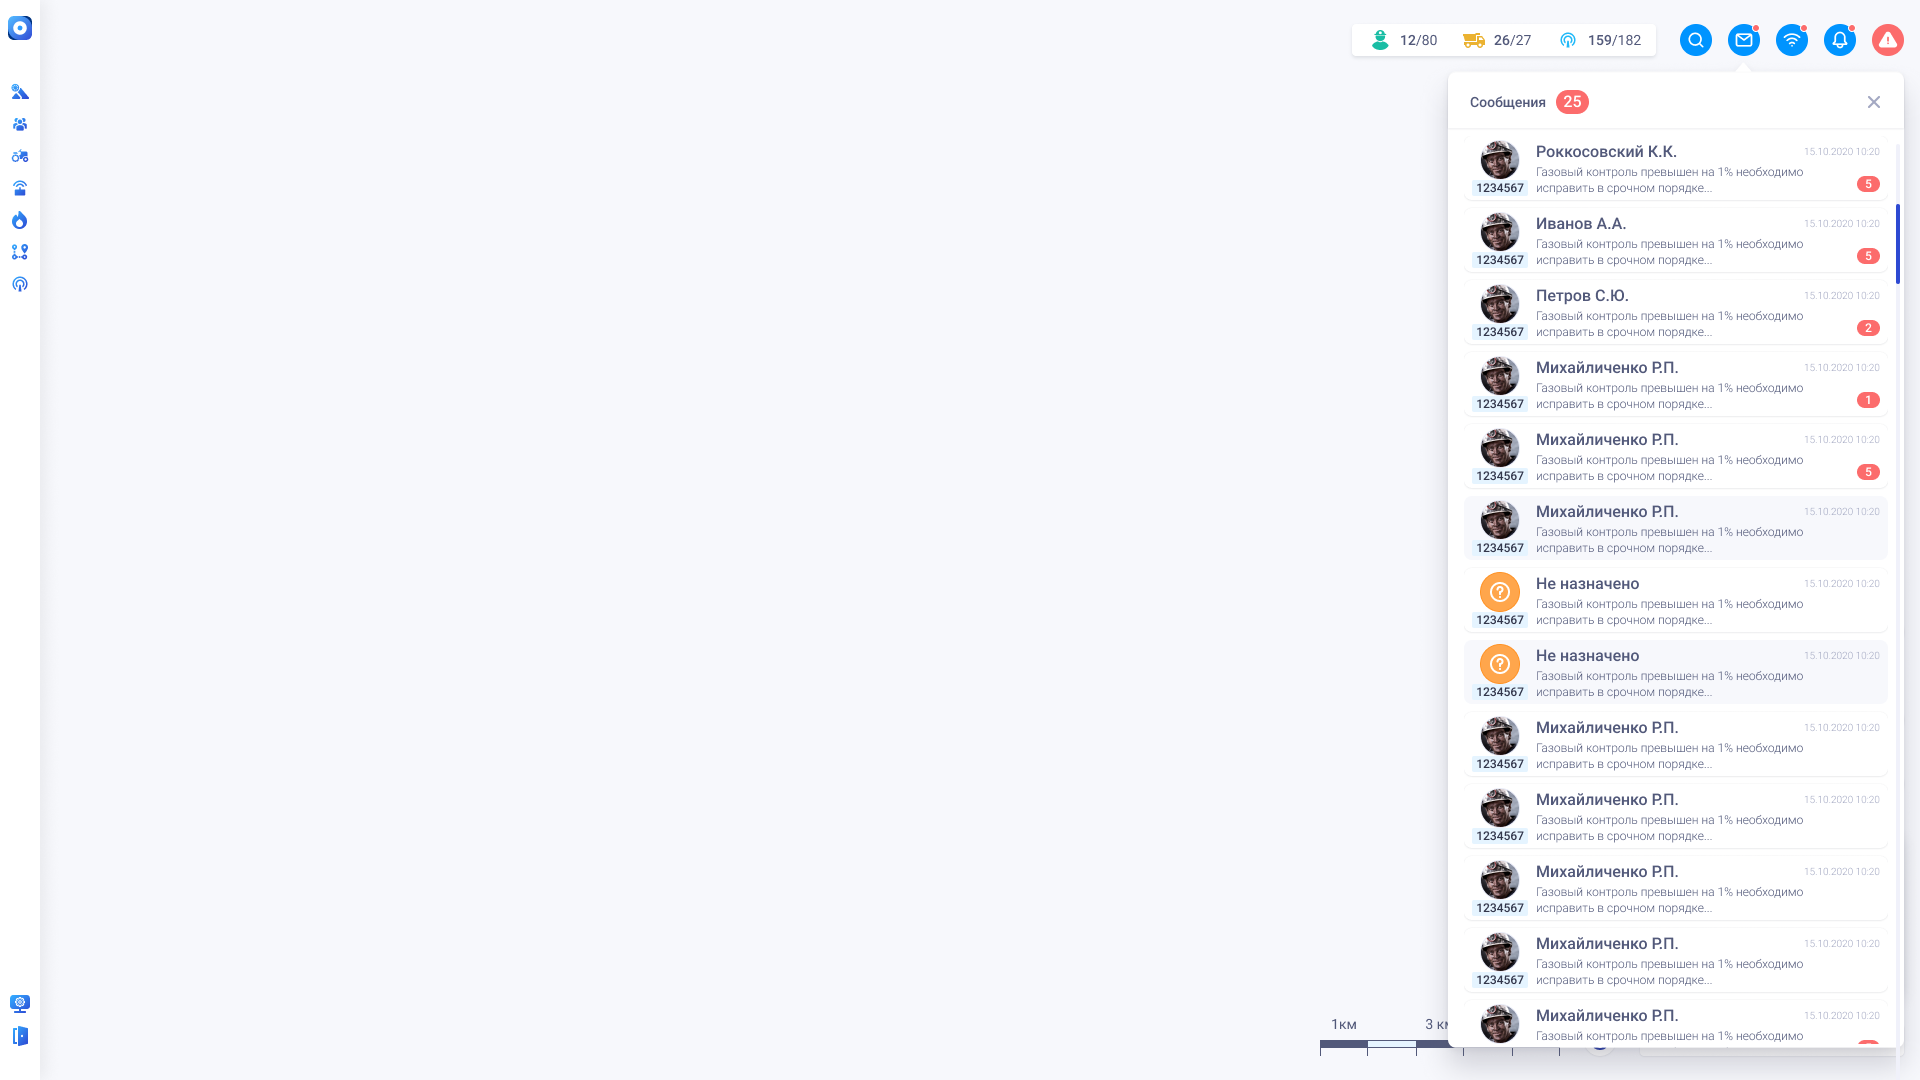 12/80 26/27 159/182
Сообщения 25
Роккосовский К.К. 15.10.2020 10:20
Газовый контроль превышен на 1% необходимо
исправить в срочном порядке... 5
1234567
Иванов А.А. 15.10.2020 10:20
Газовый контроль превышен на 1% необходимо
исправить в срочном порядке... 5
1234567
Петров С.Ю. 15.10.2020 10:20
Газовый контроль превышен на 1% необходимо
исправить в срочном порядке... 2
1234567
Михайличенко Р.П. 15.10.2020 10:20
Газовый контроль превышен на 1% необходимо
исправить в срочном порядке... 1
1234567
Михайличенко Р.П. 15.10.2020 10:20
Газовый контроль превышен на 1% необходимо
исправить в срочном порядке... 5
1234567
Михайличенко Р.П. 15.10.2020 10:20
Газовый контроль превышен на 1% необходимо
исправить в срочном порядке...
1234567
Не назначено 15.10.2020 10:20
Газовый контроль превышен на 1% необходимо
исправить в срочном порядке...
1234567
Не назначено 15.10.2020 10:20
Газовый контроль превышен на 1% необходимо
исправить в срочном порядке...
1234567
Михайличенко Р.П. 15.10.2020 10:20
Газовый контроль превышен на 1% необходимо
исправить в срочном порядке...
1234567
Михайличенко Р.П. 15.10.2020 10:20
Газовый контроль превышен на 1% необходимо
исправить в срочном порядке...
1234567
Михайличенко Р.П. 15.10.2020 10:20
Газовый контроль превышен на 1% необходимо
исправить в срочном порядке...
1234567
Михайличенко Р.П. 15.10.2020 10:20
Газовый контроль превышен на 1% необходимо
исправить в срочном порядке...
1234567
Михайличенко Р.П. 15.10.2020 10:20
Газовый контроль превышен на 1% необходимо
1км 3